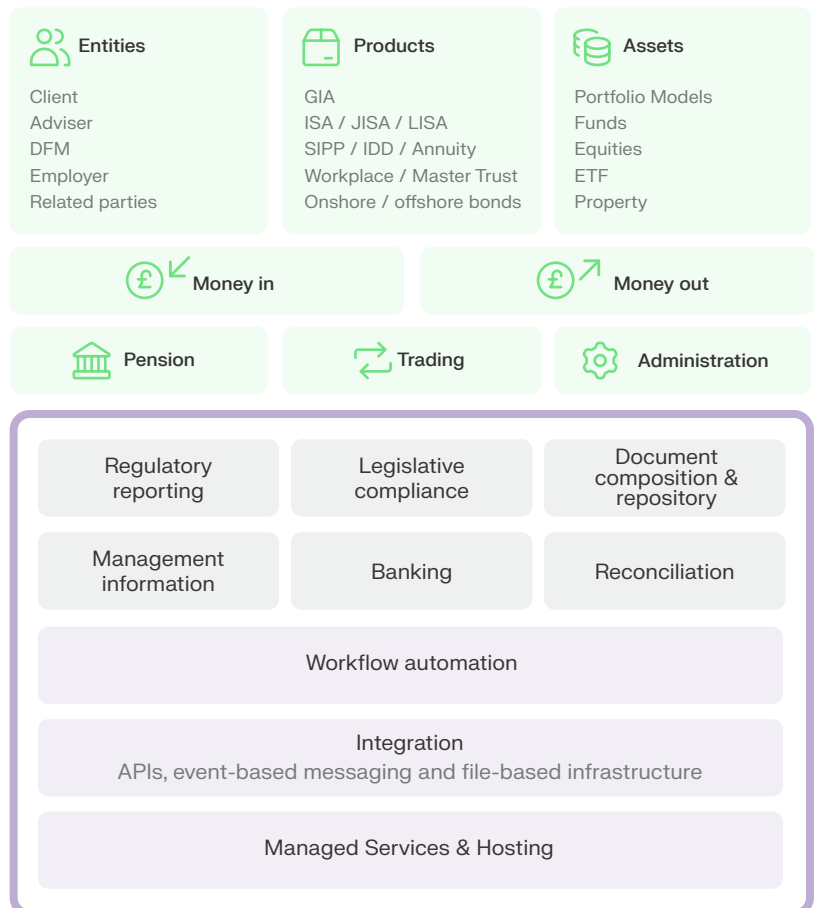 Entities
Client
Adviser
DFM
Employer
Related parties
Products
GIA
ISA / JISA / LISA
SIPP / IDD / Annuity
Workplace / Master Trust
Onshore / offshore bonds
Assets
Portfolio Models
Funds
Equities
ETF
Property
£
Money in
£
Money out
Pension
Trading
Administration
Regulatory
reporting
Legislative
compliance
Document
composition &
repository
Management
information
Banking
Reconciliation
Workflow automation
Integration
APIs, event-based messaging and file-based infrastructure
Managed Services & Hosting